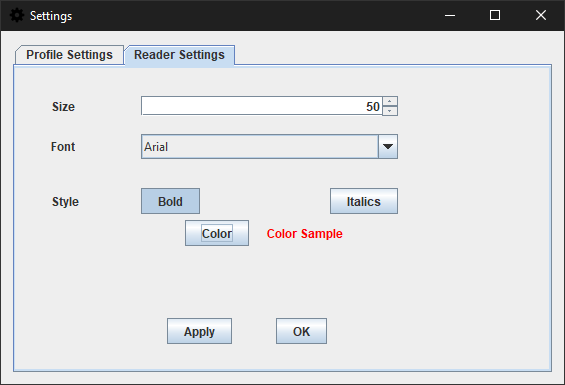 Settings
Profile Settings Reader Settings
Size 50
Font Arial
Style Bold Italics
Color Color Sample
Apply OK